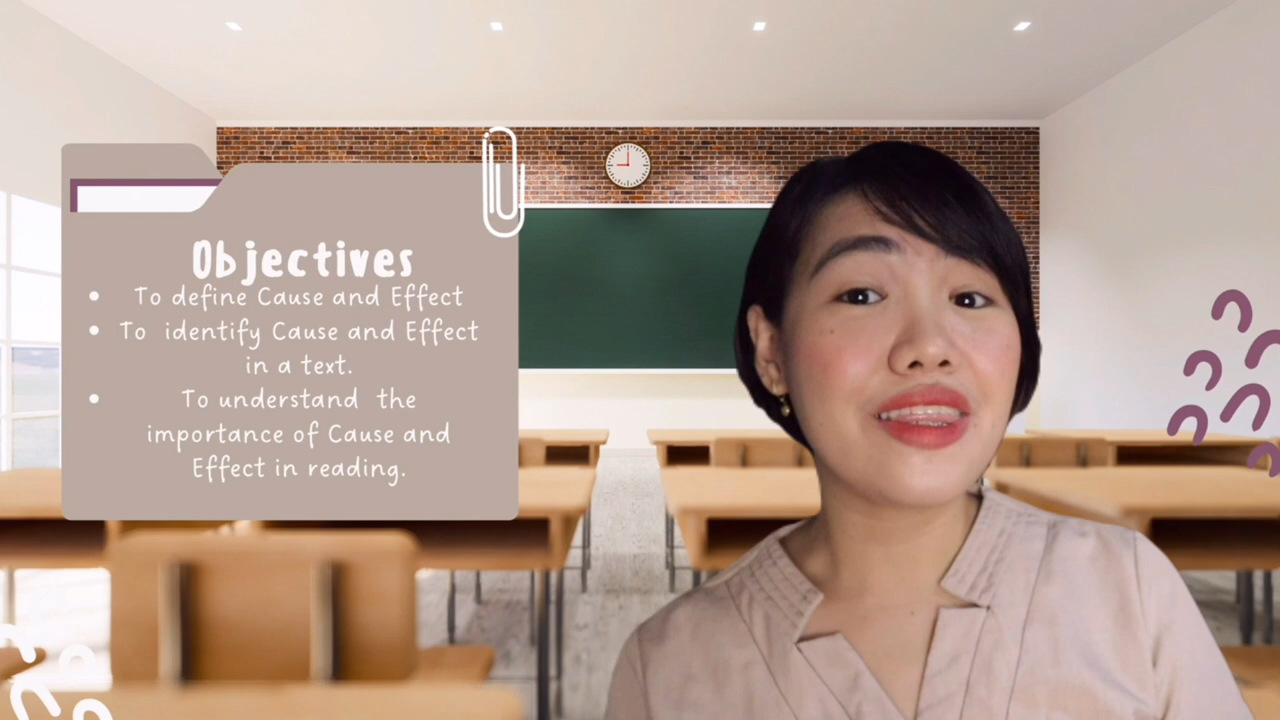 Objectives
• To define Cause and Effect
• To identify Cause and Effect
in a text.
• To understand the
importance of Cause and
Effect in reading.